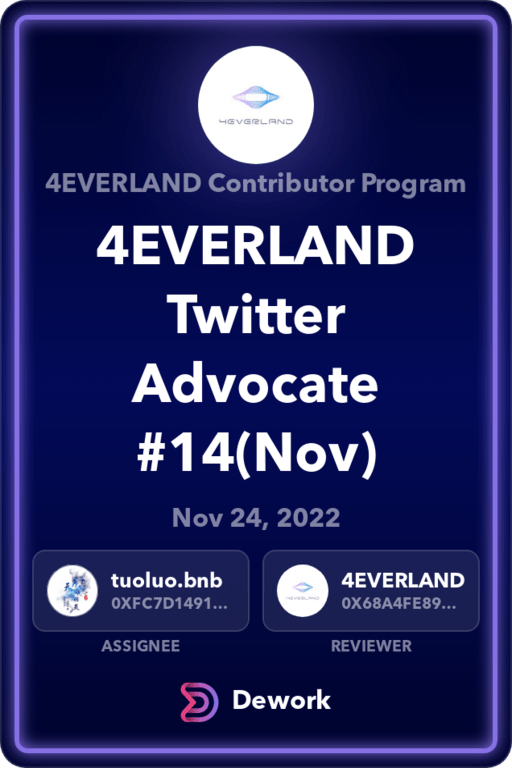 4EVERLAND
4EVERLAND Contributor Program
4EVERLAND
Twitter
Advocate
#14(Nov)
Nov 24, 2022
tuoluo.bnb
0XFC7D1491...
4EVERLAND
4EVERLAND
0X68A4FE89...
ASSIGNEE
REVIEWER
Dework